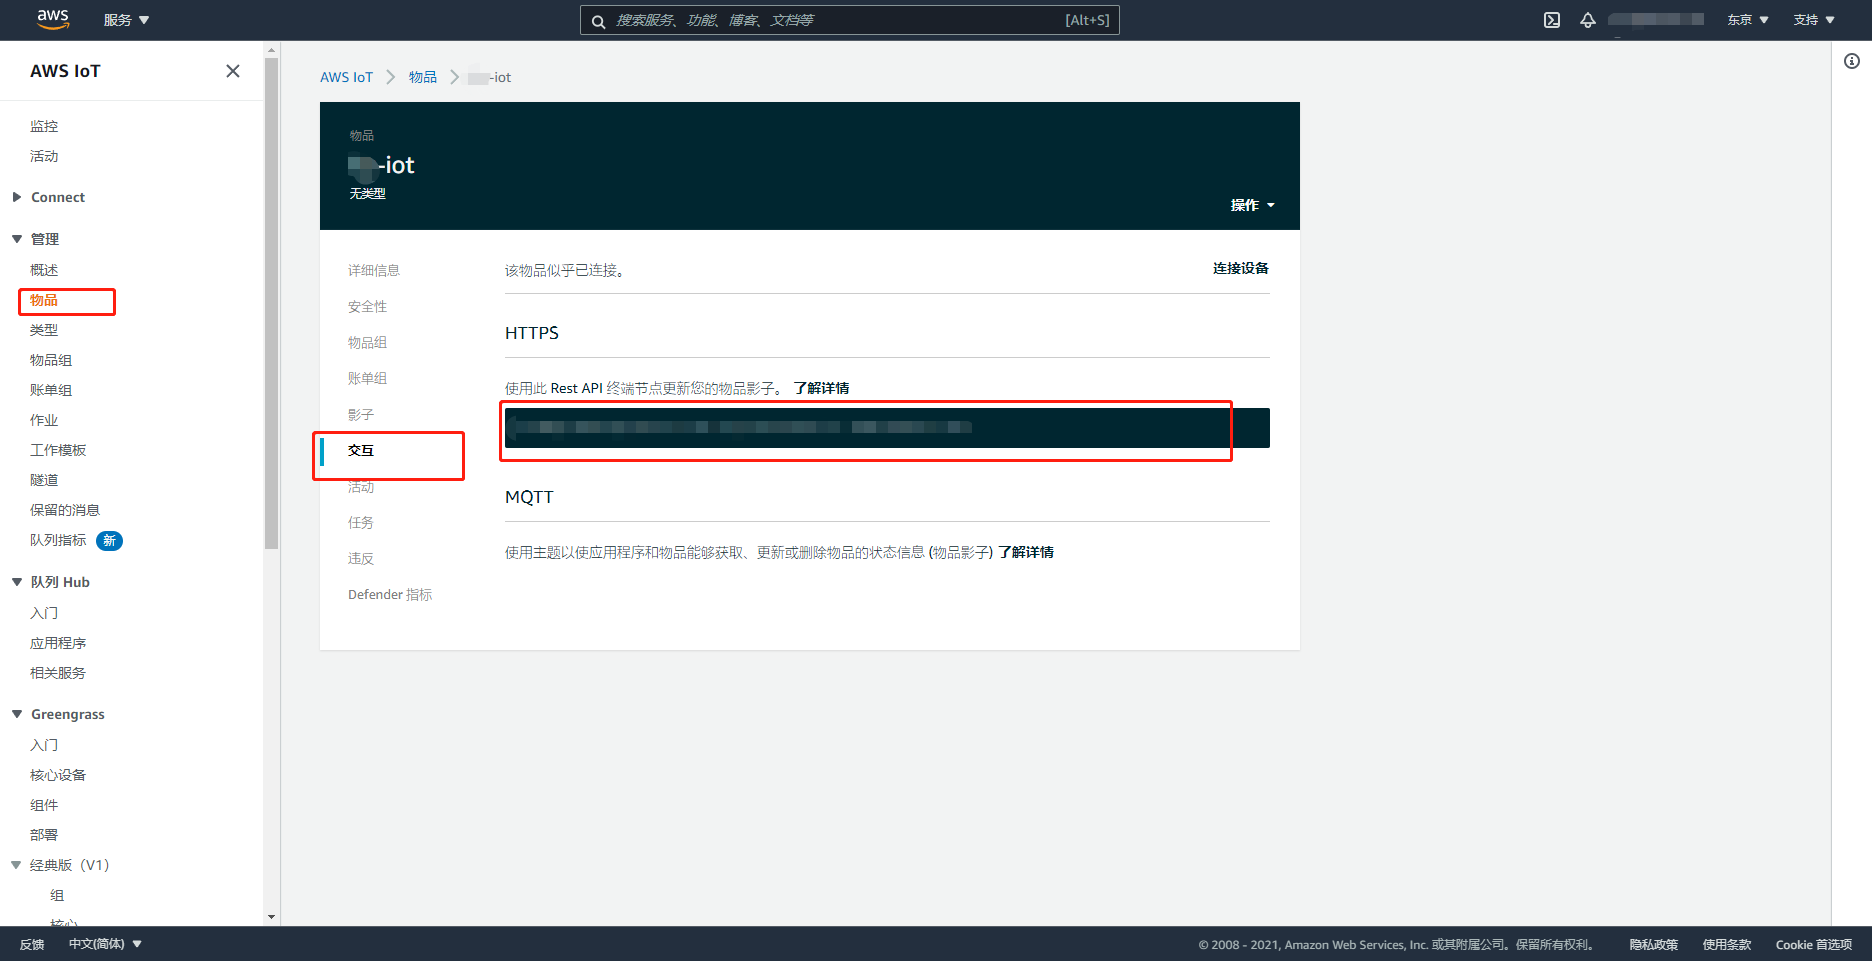 aws
服务
搜索服务、功能、博客、文档等
[Alt+S]
东京
支持
AWS IoT
监控
活动
Connect
管理
概述
物品
类型
物品组
账单组
作业
工作模板
隧道
保留的消息
队列指标 新
队列 Hub
入门
应用程序
相关服务
Greengrass
入门
核心设备
组件
部署
经典版（V1）
组
核心
AWS IoT
物品
-iot
物品
-iot
无类型
操作
详细信息
安全性
物品组
账单组
影子
交互
活动
任务
违反
Defender 指标
该物品似乎已连接。
连接设备
HTTPS
使用此 Rest API 终端节点更新您的物品影子。 了解详情
MQTT
使用主题以使应用程序和物品能够获取、更新或删除物品的状态信息 (物品影子) 了解详情
反馈
中文(简体)
© 2008 - 2021, Amazon Web Services, Inc. 或其附属公司。保留所有权利。
隐私政策
使用条款
Cookie 首选项